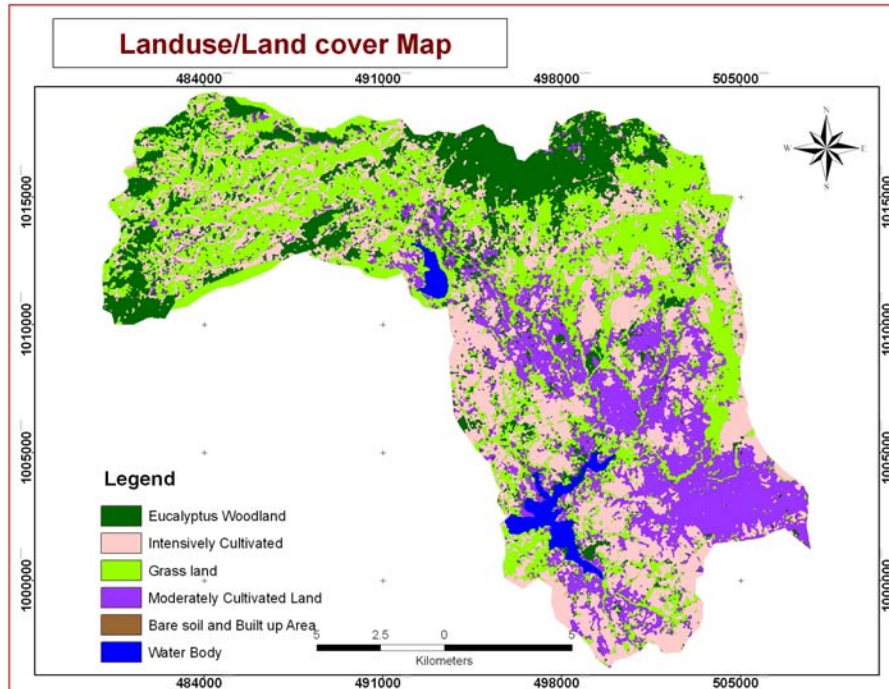 Landuse/Land cover Map
484000 491000 498000 505000
N
W E
S
1015000 1015000
1010000 1010000
1005000 1005000
1000000 1000000
Legend
Eucalyptus Woodland
Intensively Cultivated
Grass land
Moderately Cultivated Land
Bare soil and Built up Area
Water Body
5 2.5 0 5
Kilometers
484000 491000 498000 505000